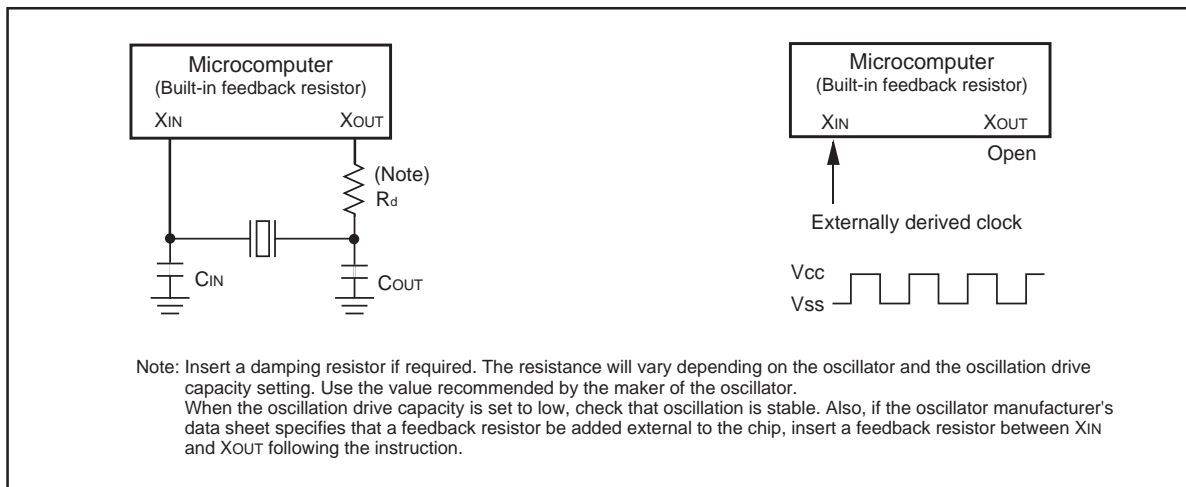 Microcomputer
(Built-in feedback resistor)
XIN XOUT
(Note)
Rd
CIN
COUT
Microcomputer
(Built-in feedback resistor)
XIN XOUT
Open
Externally derived clock
Vcc
Vss
Note: Insert a damping resistor if required. The resistance will vary depending on the oscillator and the oscillation drive
capacity setting. Use the value recommended by the maker of the oscillator.
When the oscillation drive capacity is set to low, check that oscillation is stable. Also, if the oscillator manufacturer's
data sheet specifies that a feedback resistor be added external to the chip, insert a feedback resistor between XIN
and XOUT following the instruction.